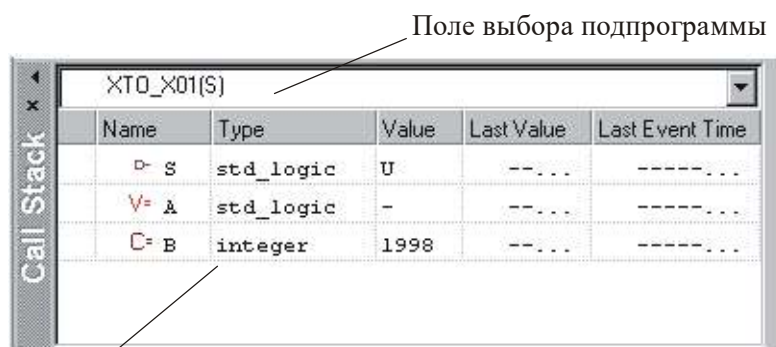 Поле выбора подпрограммы
XTO_X01(S)
Name Type Value Last Value Last Event Time
S std_logic U --... -----...
V= A std_logic - --... -----...
C= B integer 1998 --... -----...
Call Stack